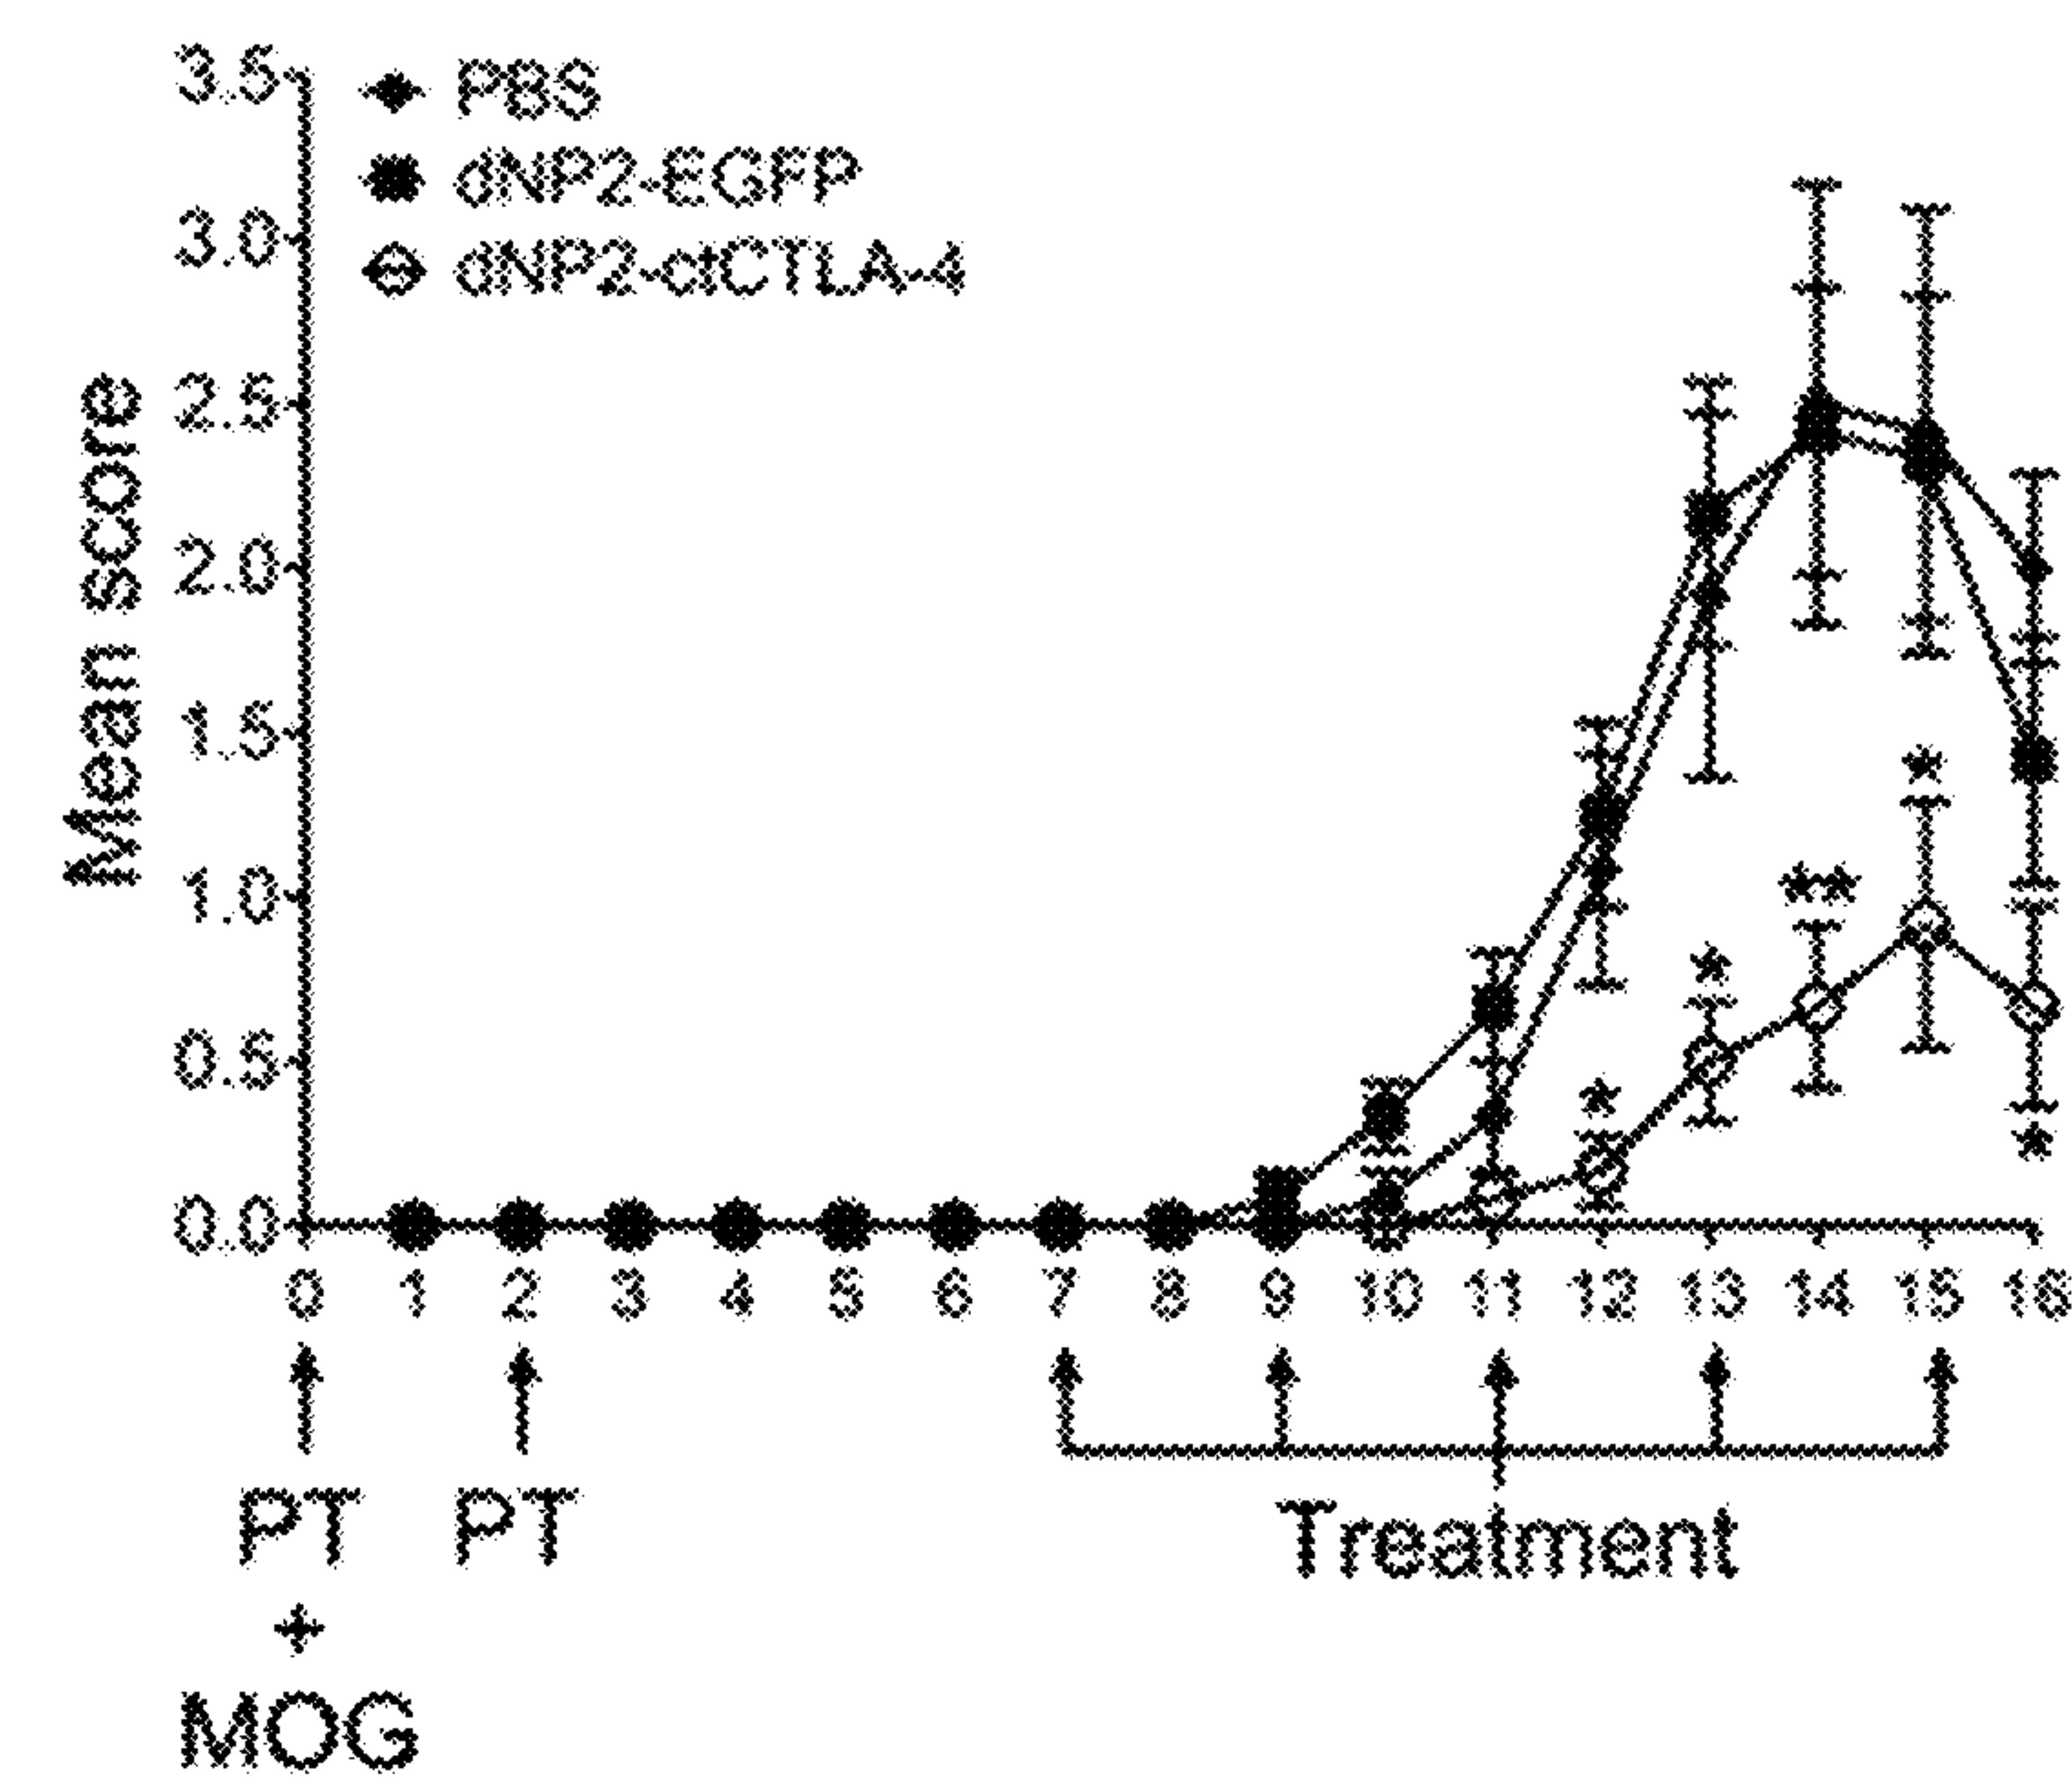 3.5
PBS
dNP2-EGFP
3.0
dNP2-ctCTLA-4
2.5
Mean score
2.0
1.5
*
1.0
**
*
0.5
*
*
0.0
0 1 2 3 4 5 6 7 8 9 10 11 12 13 14 15 16
PT PT
Treatment
+
MOG